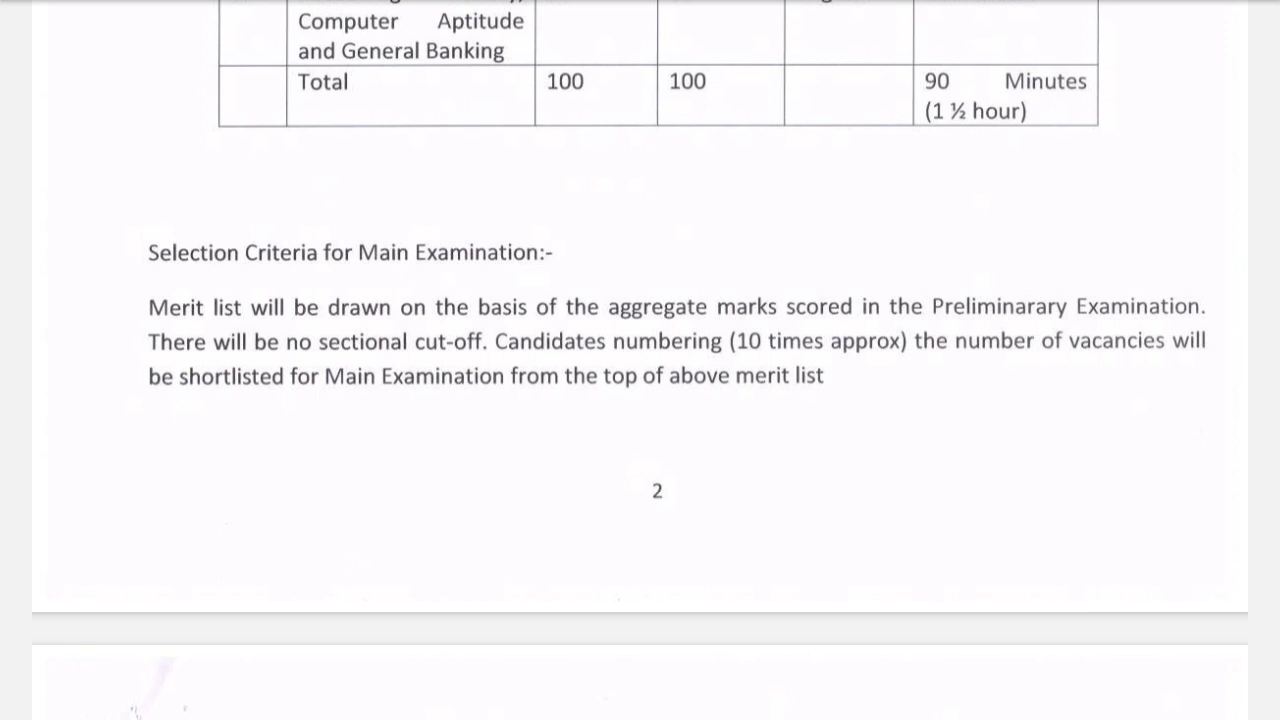 Computer Aptitude
and General Banking
Total 100 100 90 Minutes
(1 ½ hour)
Selection Criteria for Main Examination:-
Merit list will be drawn on the basis of the aggregate marks scored in the Preliminarary Examination.
There will be no sectional cut-off. Candidates numbering (10 times approx) the number of vacancies will
be shortlisted for Main Examination from the top of above merit list
2